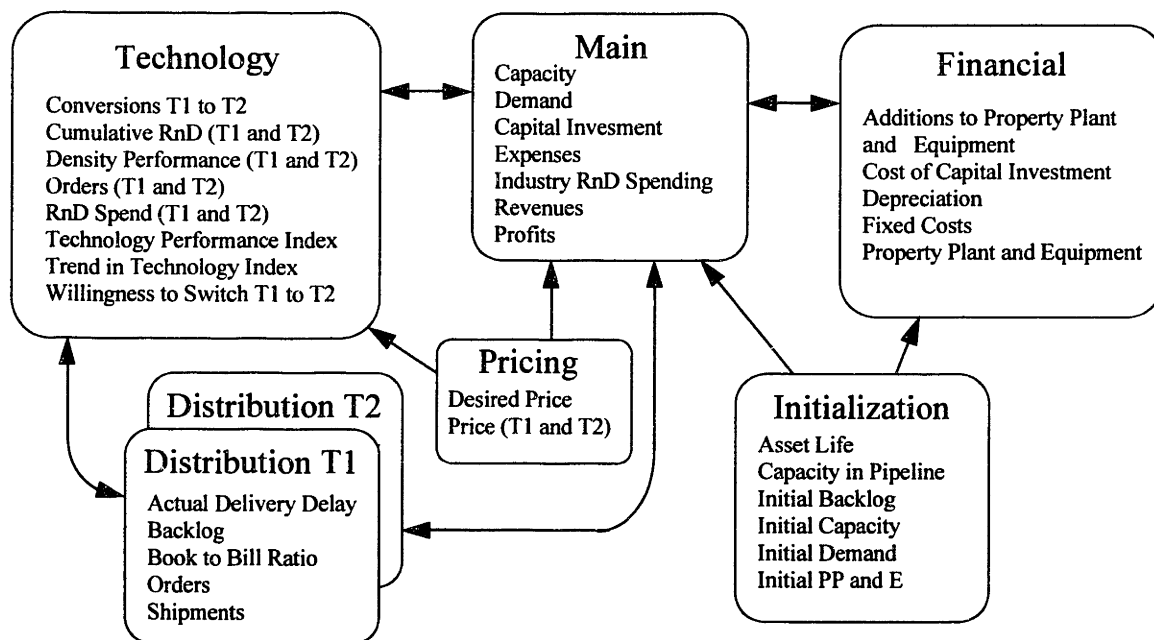 Technology
Conversions T1 to T2
Cumulative RnD (T1 and T2)
Density Performance (T1 and T2)
Orders (T1 and T2)
RnD Spend (T1 and T2)
Technology Performance Index
Trend in Technology Index
Willingness to Switch T1 to T2
Main
Capacity
Demand
Capital Invesment
Expenses
Industry RnD Spending
Revenues
Profits
Financial
Additions to Property Plant
and Equipment
Cost of Capital Investment
Depreciation
Fixed Costs
Property Plant and Equipment
Pricing
Desired Price
Price (T1 and T2)
Distribution T2
Distribution T1
Actual Delivery Delay
Backlog
Book to Bill Ratio
Orders
Shipments
Initialization
Asset Life
Capacity in Pipeline
Initial Backlog
Initial Capacity
Initial Demand
Initial PP and E